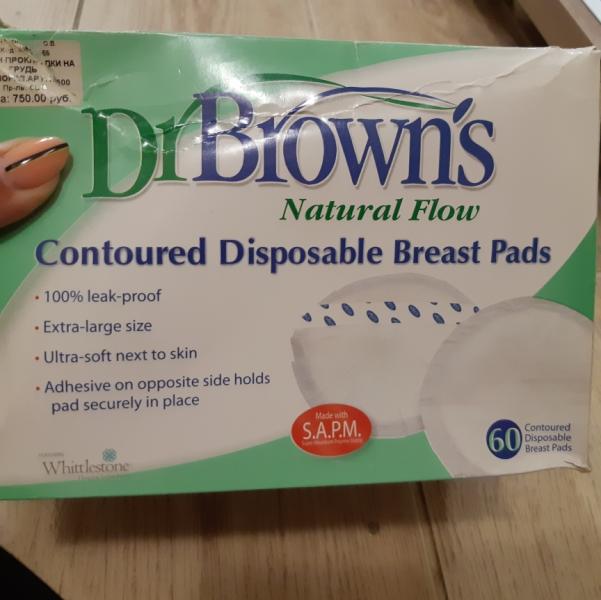 О.В.
ГРУДЬ
750.00 руб.
Dr Brown's
Natural Flow
Contoured Disposable Breast Pads
• 100% leak-proof
• Extra-large size
• Ultra-soft next to skin
• Adhesive on opposite side holds
pad securely in place
Made with
S.A.P.M.
60
Contoured
Disposable
Breast Pads
Whittlestone